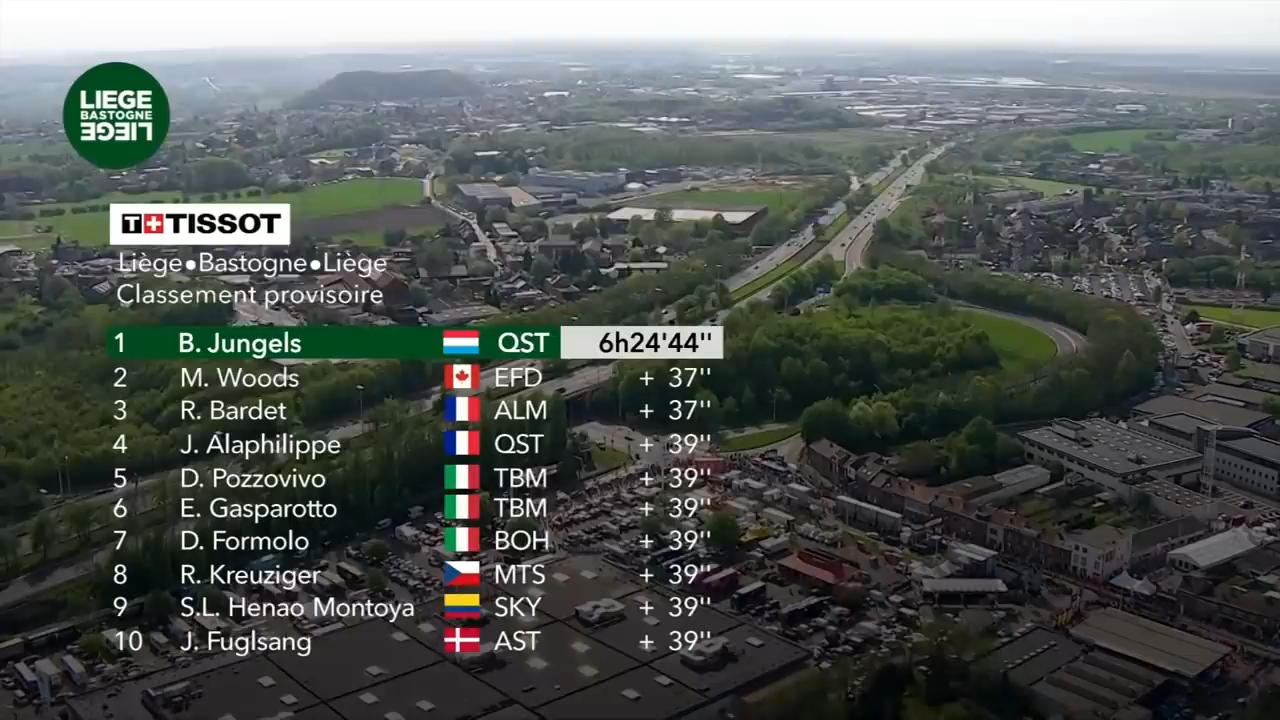 LIEGE
BASTOGNE
LIEGE
T+ TISSOT
Liège•Bastogne•Liège
Classement provisoire
1 B. Jungels QST 6h24'44''
2 M. Woods EFD + 37''
3 R. Bardet ALM + 37''
4 J. Alaphilippe QST + 39''
5 D. Pozzovivo TBM + 39''
6 E. Gasparotto TBM + 39''
7 D. Formolo BOH + 39''
8 R. Kreuziger MTS + 39''
9 S.L. Henao Montoya SKY + 39''
10 J. Fuglsang AST + 39''